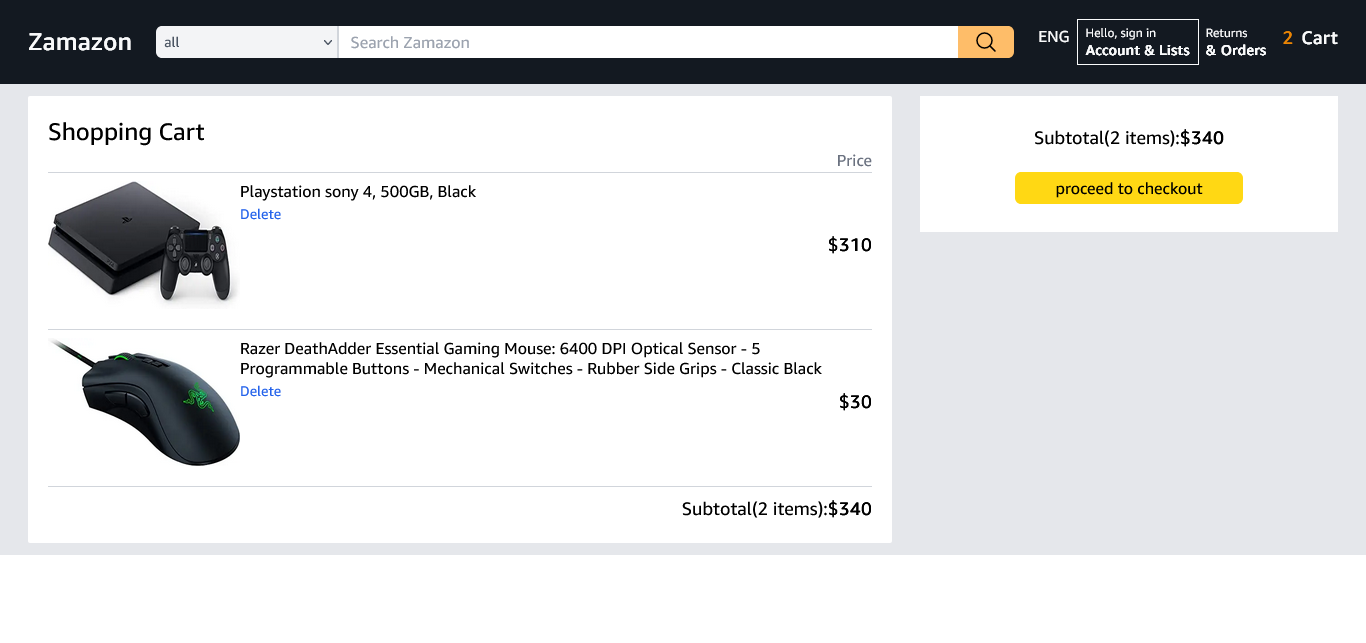 Zamazon
all
Search Zamazon
ENG
Hello, sign in
Account & Lists
Returns
& Orders
2 Cart
Shopping Cart
Price
Playstation sony 4, 500GB, Black
Delete
$310
Razer DeathAdder Essential Gaming Mouse: 6400 DPI Optical Sensor - 5
Programmable Buttons - Mechanical Switches - Rubber Side Grips - Classic Black
Delete
$30
Subtotal(2 items):$340
Subtotal(2 items):$340
proceed to checkout